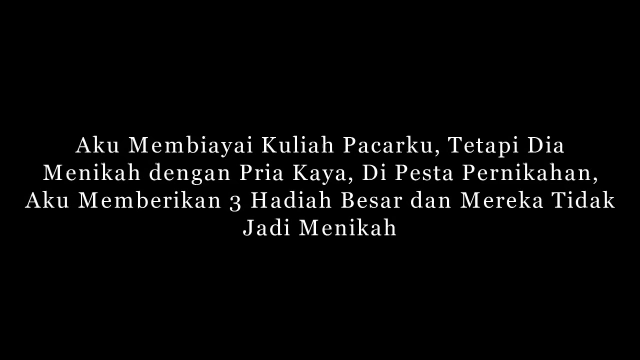 Aku Membiayai Kuliah Pacarku, Tetapi Dia
Menikah dengan Pria Kaya, Di Pesta Pernikahan,
Aku Memberikan 3 Hadiah Besar dan Mereka Tidak
Jadi Menikah